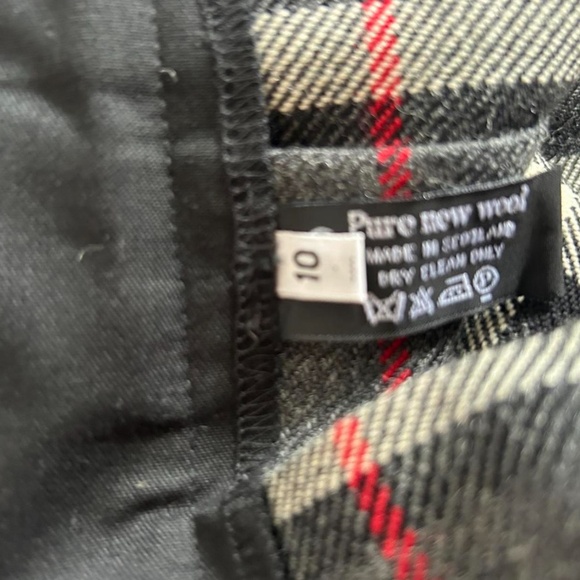 Pure new wool
MADE IN SCOTLAND
DRY CLEAN ONLY
10